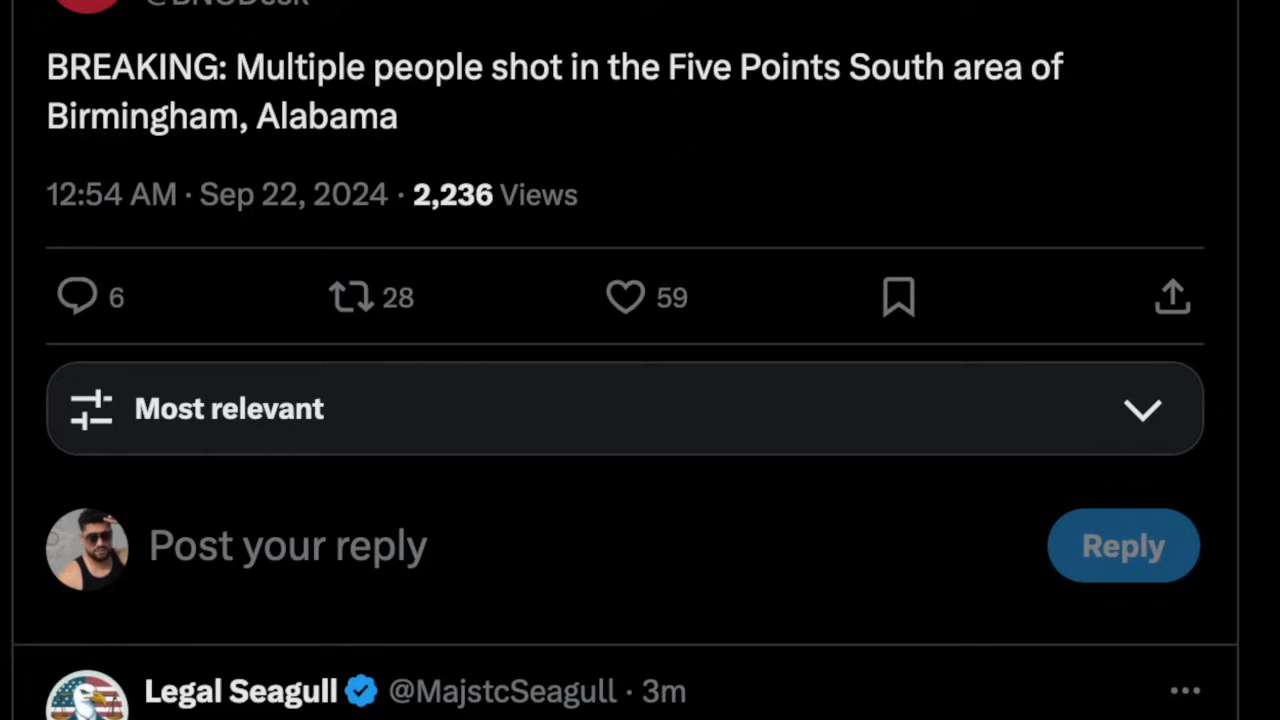 BREAKING: Multiple people shot in the Five Points South area of
Birmingham, Alabama
12:54 AM · Sep 22, 2024 · 2,236 Views
6 28 59
Most relevant
Post your reply Reply
Legal Seagull @MajstcSeagull · 3m